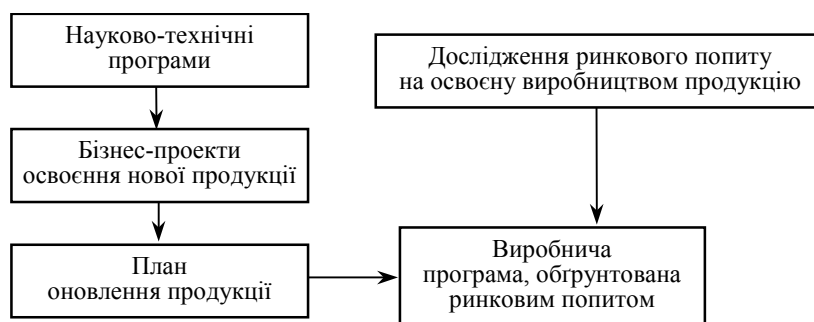 Науково-технічні
програми
Дослідження ринкового попиту
на освоєну виробництвом продукцію
Бізнес-проекти
освоєння нової продукції
План
оновлення продукції
Виробнича
програма, обґрунтована
ринковим попитом